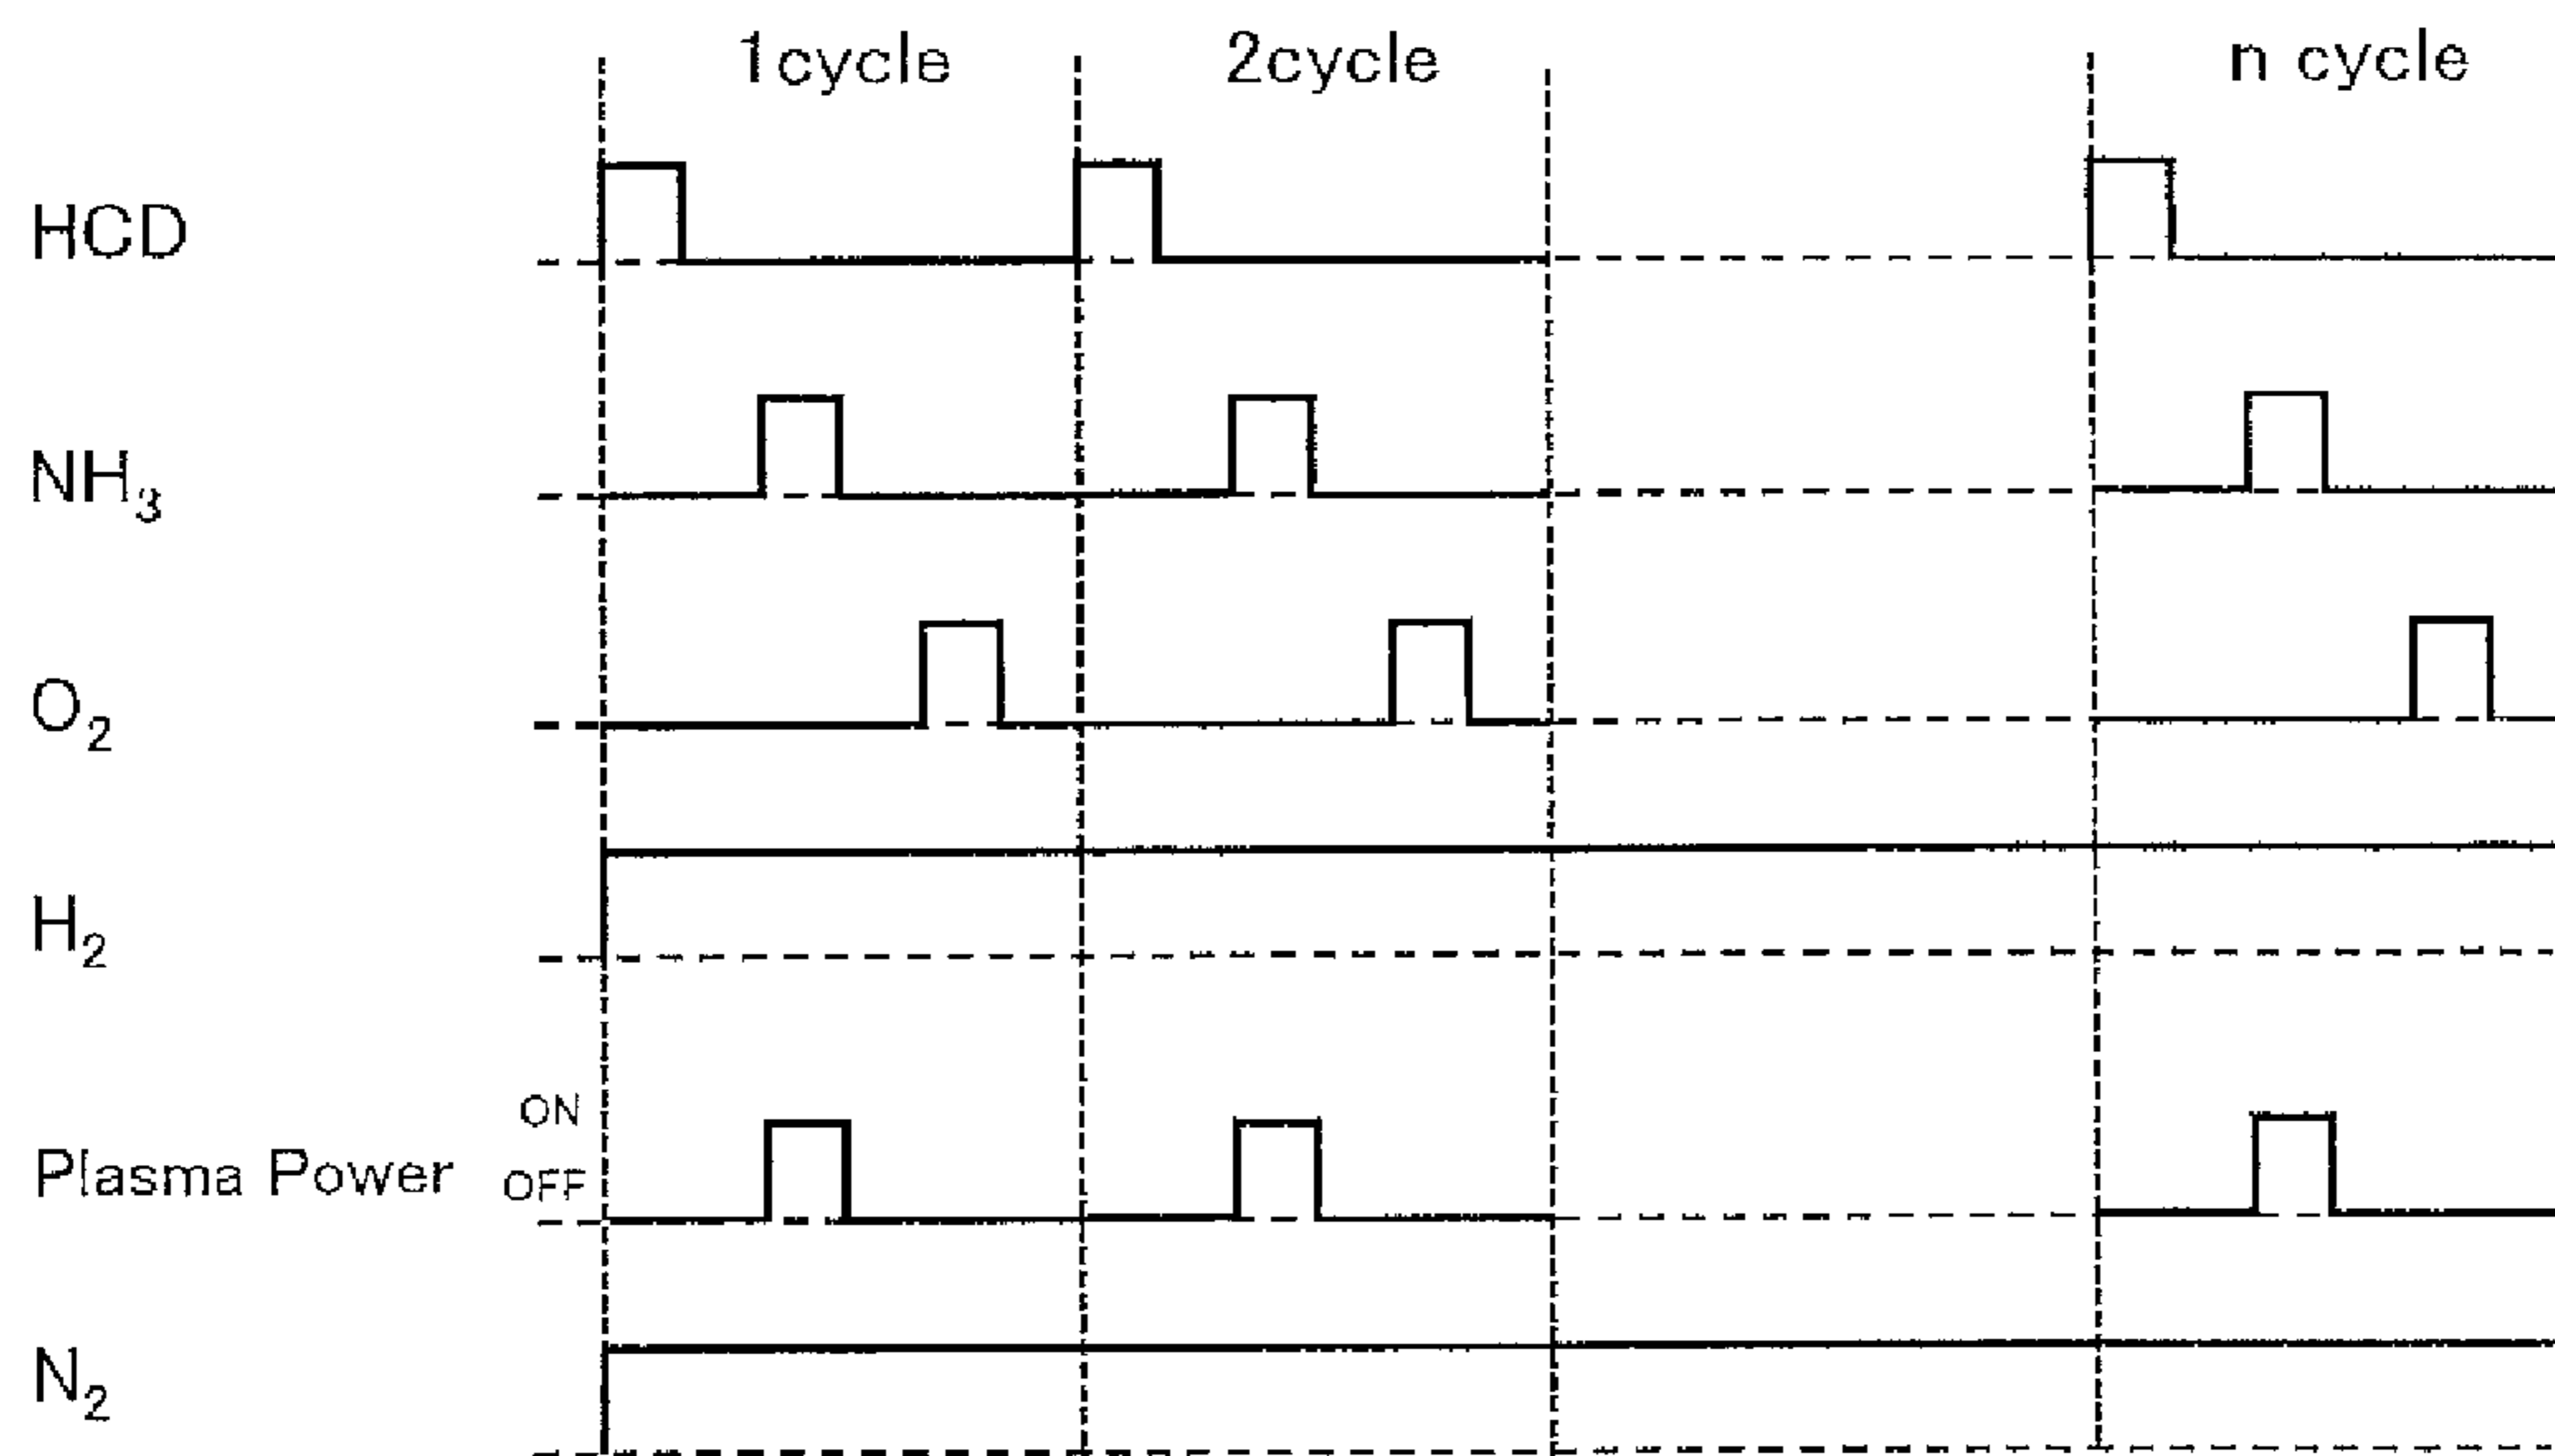 1cycle 2cycle n cycle
HCD
NH₃
O₂
H₂
ON
Plasma Power OFF
N₂